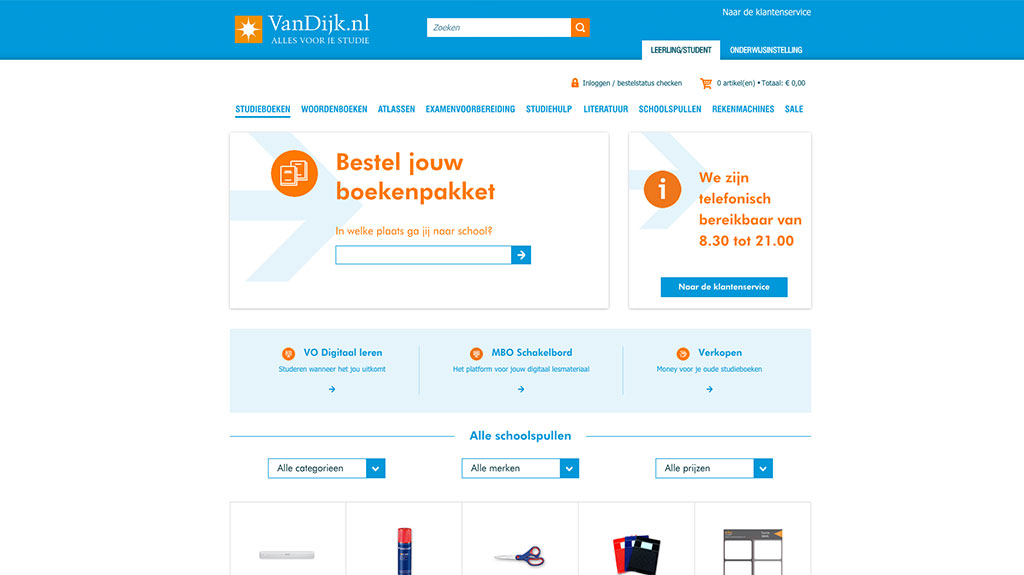 Naar de klantenservice
VanDijk.nl
ALLES VOOR JE STUDIE
Zoeken
LEERLING/STUDENT
ONDERWIJSINSTELLING
Inloggen / bestelstatus checken
0 artikel(en) • Totaal: € 0,00
STUDIEBOEKEN WOORDENBOEKEN ATLASSEN EXAMENVOORBEREIDING STUDIEHULP LITERATUUR SCHOOLSPULLEN REKENMACHINES SALE
Bestel jouw
boekenpakket
In welke plaats ga jij naar school?
We zijn
telefonisch
bereikbaar van
8.30 tot 21.00
Naar de klantenservice
VO Digitaal leren
Studeren wanneer het jou uitkomt
MBO Schakelbord
Het platform voor jouw digitaal lesmateriaal
Verkopen
Money voor je oude studieboeken
Alle schoolspullen
Alle categorieen
Alle merken
Alle prijzen